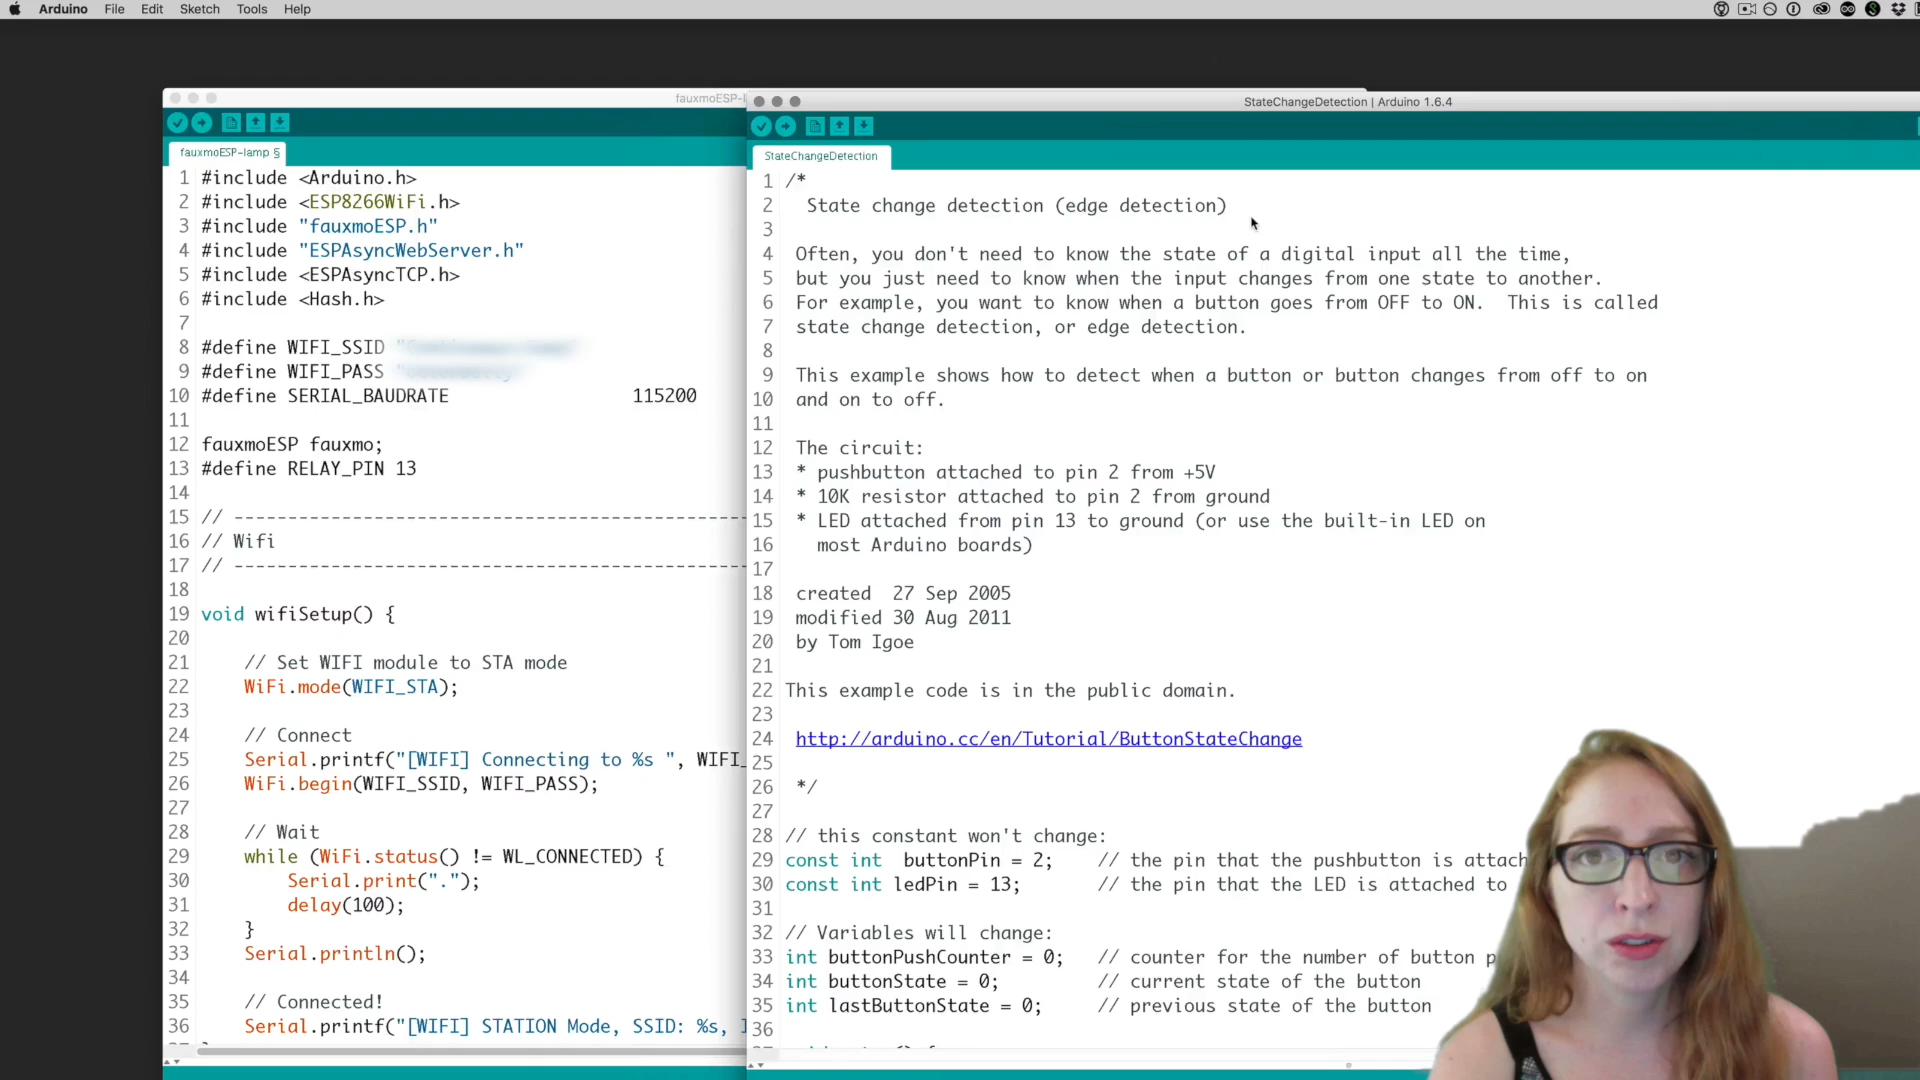 Arduino File Edit Sketch Tools Help
fauxmoESP-l
fauxmoESP-lamp §
1 #include <Arduino.h>
2 #include <ESP8266WiFi.h>
3 #include "fauxmoESP.h"
4 #include "ESPAsyncWebServer.h"
5 #include <ESPAsyncTCP.h>
6 #include <Hash.h>
7
8 #define WIFI_SSID
9 #define WIFI_PASS
10 #define SERIAL_BAUDRATE 115200
11
12 fauxmoESP fauxmo;
13 #define RELAY_PIN 13
14
15 // -----------------------------------------------
16 // Wifi
17 // -----------------------------------------------
18
19 void wifiSetup() {
20
21 // Set WIFI module to STA mode
22 WiFi.mode(WIFI_STA);
23
24 // Connect
25 Serial.printf("[WIFI] Connecting to %s ", WIFI_
26 WiFi.begin(WIFI_SSID, WIFI_PASS);
27
28 // Wait
29 while (WiFi.status() != WL_CONNECTED) {
30 Serial.print(".");
31 delay(100);
32 }
33 Serial.println();
34
35 // Connected!
36 Serial.printf("[WIFI] STATION Mode, SSID: %s, I
StateChangeDetection | Arduino 1.6.4
StateChangeDetection
1 /*
2 State change detection (edge detection)
3
4 Often, you don't need to know the state of a digital input all the time,
5 but you just need to know when the input changes from one state to another.
6 For example, you want to know when a button goes from OFF to ON. This is called
7 state change detection, or edge detection.
8
9 This example shows how to detect when a button or button changes from off to on
10 and on to off.
11
12 The circuit:
13 * pushbutton attached to pin 2 from +5V
14 * 10K resistor attached to pin 2 from ground
15 * LED attached from pin 13 to ground (or use the built-in LED on
16 most Arduino boards)
17
18 created 27 Sep 2005
19 modified 30 Aug 2011
20 by Tom Igoe
21
22 This example code is in the public domain.
23
24 http://arduino.cc/en/Tutorial/ButtonStateChange
25
26 */
27
28 // this constant won't change:
29 const int buttonPin = 2; // the pin that the pushbutton is attach
30 const int ledPin = 13; // the pin that the LED is attached to
31
32 // Variables will change:
33 int buttonPushCounter = 0; // counter for the number of button p
34 int buttonState = 0; // current state of the button
35 int lastButtonState = 0; // previous state of the button
36